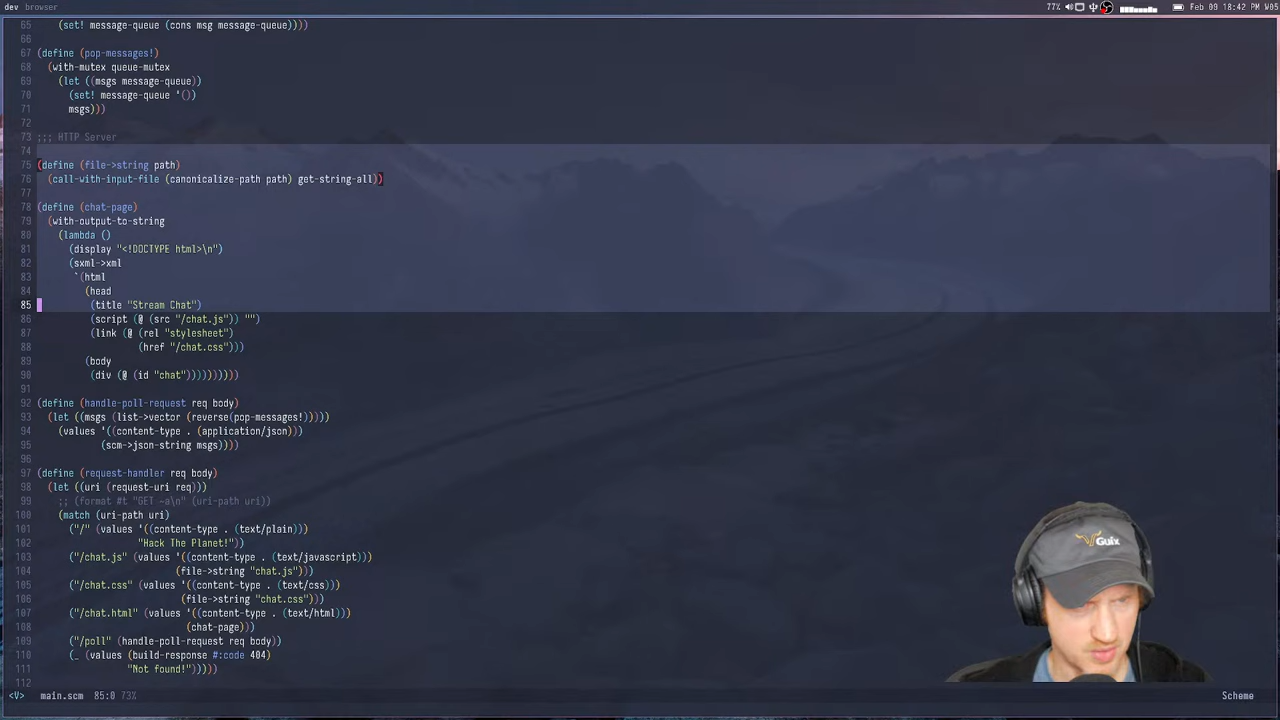 dev browser 77% Feb 09 18:42 PM W05
65 (set! message-queue (cons msg message-queue))))
66
67 (define (pop-messages!)
68 (with-mutex queue-mutex
69 (let ((msgs message-queue))
70 (set! message-queue '())
71 msgs)))
72
73 ;;; HTTP Server
74
75 (define (file->string path)
76 (call-with-input-file (canonicalize-path path) get-string-all))
77
78 (define (chat-page)
79 (with-output-to-string
80 (lambda ()
81 (display "<!DOCTYPE html>\n")
82 (sxml->xml
83 `(html
84 (head
85 (title "Stream Chat")
86 (script (@ (src "/chat.js")) "")
87 (link (@ (rel "stylesheet")
88 (href "/chat.css")))
89 (body
90 (div (@ (id "chat")))))))))
91
92 (define (handle-poll-request req body)
93 (let ((msgs (list->vector (reverse(pop-messages!)))))
94 (values '((content-type . (application/json)))
95 (scm->json-string msgs))))
96
97 (define (request-handler req body)
98 (let ((uri (request-uri req)))
99 ;; (format #t "GET ~a\n" (uri-path uri))
100 (match (uri-path uri)
101 ("/" (values '((content-type . (text/plain)))
102 "Hack The Planet!"))
103 ("/chat.js" (values '((content-type . (text/javascript)))
104 (file->string "chat.js")))
105 ("/chat.css" (values '((content-type . (text/css)))
106 (file->string "chat.css")))
107 ("/chat.html" (values '((content-type . (text/html)))
108 (chat-page)))
109 ("/poll" (handle-poll-request req body))
110 (_ (values (build-response #:code 404)
111 "Not found!")))))
Guix
<V> main.scm 85:0 73% Scheme